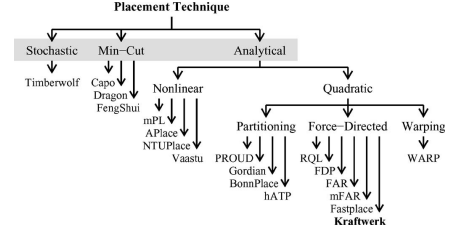 Placement Technique
Stochastic Min-Cut Analytical
Timberwolf
Capo
Dragon
FengShui
Nonlinear Quadratic
mPL
APlace
NTUPlace
Vaastu
Partitioning Force-Directed Warping
PROUD
Gordian
BonnPlace
hATP
RQL
FDP
FAR
mFAR
Fastplace
Kraftwerk
WARP